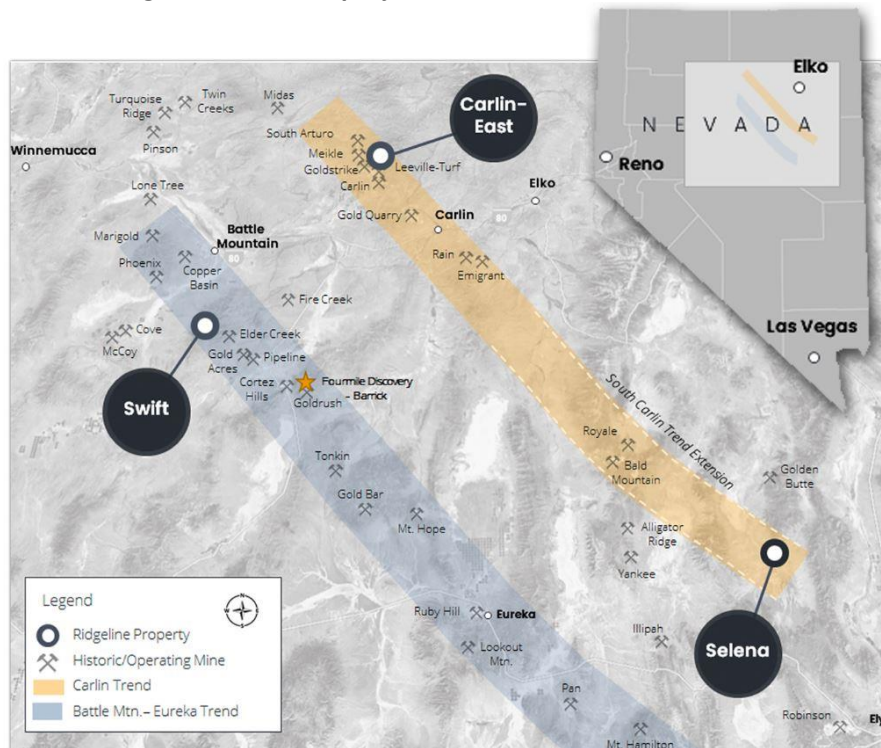 NEVADA
Elko
Reno
Las Vegas
Carlin–
East
Turquoise
Ridge
Twin
Creeks
Midas
Pinson
South Arturo
Meikle
Goldstrike
Leeville-Turf
Carlin
Winnemucca
Lone Tree
Elko
80
Gold Quarry
Carlin
Marigold
Battle
Mountain
80
Phoenix
Copper
Basin
Rain
Emigrant
Fire Creek
Cove
McCoy
Elder Creek
Gold
Acres
Pipeline
Cortez
Hills
Fourmile Discovery
- Barrick
Goldrush
Swift
South Carlin Trend Extension
Royale
Bald
Mountain
Golden
Butte
Tonkin
Gold Bar
Mt. Hope
Alligator
Ridge
Yankee
Ruby Hill
Eureka
Illipah
Lookout
Mtn.
Selena
Pan
Robinson
Mt. Hamilton
Legend
Ridgeline Property
Historic/Operating Mine
Carlin Trend
Battle Mtn.– Eureka Trend